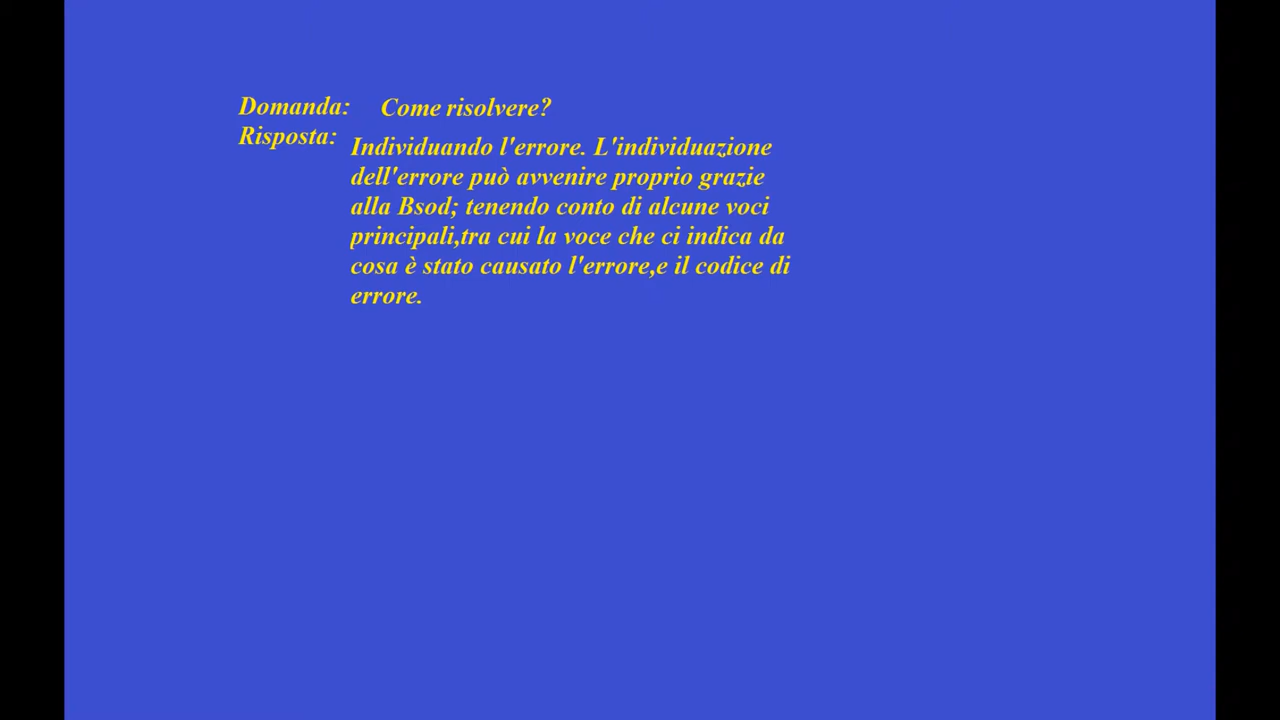 Domanda: Come risolvere?
Risposta:
Individuando l'errore. L'individuazione
dell'errore può avvenire proprio grazie
alla Bsod; tenendo conto di alcune voci
principali,tra cui la voce che ci indica da
cosa è stato causato l'errore,e il codice di
errore.